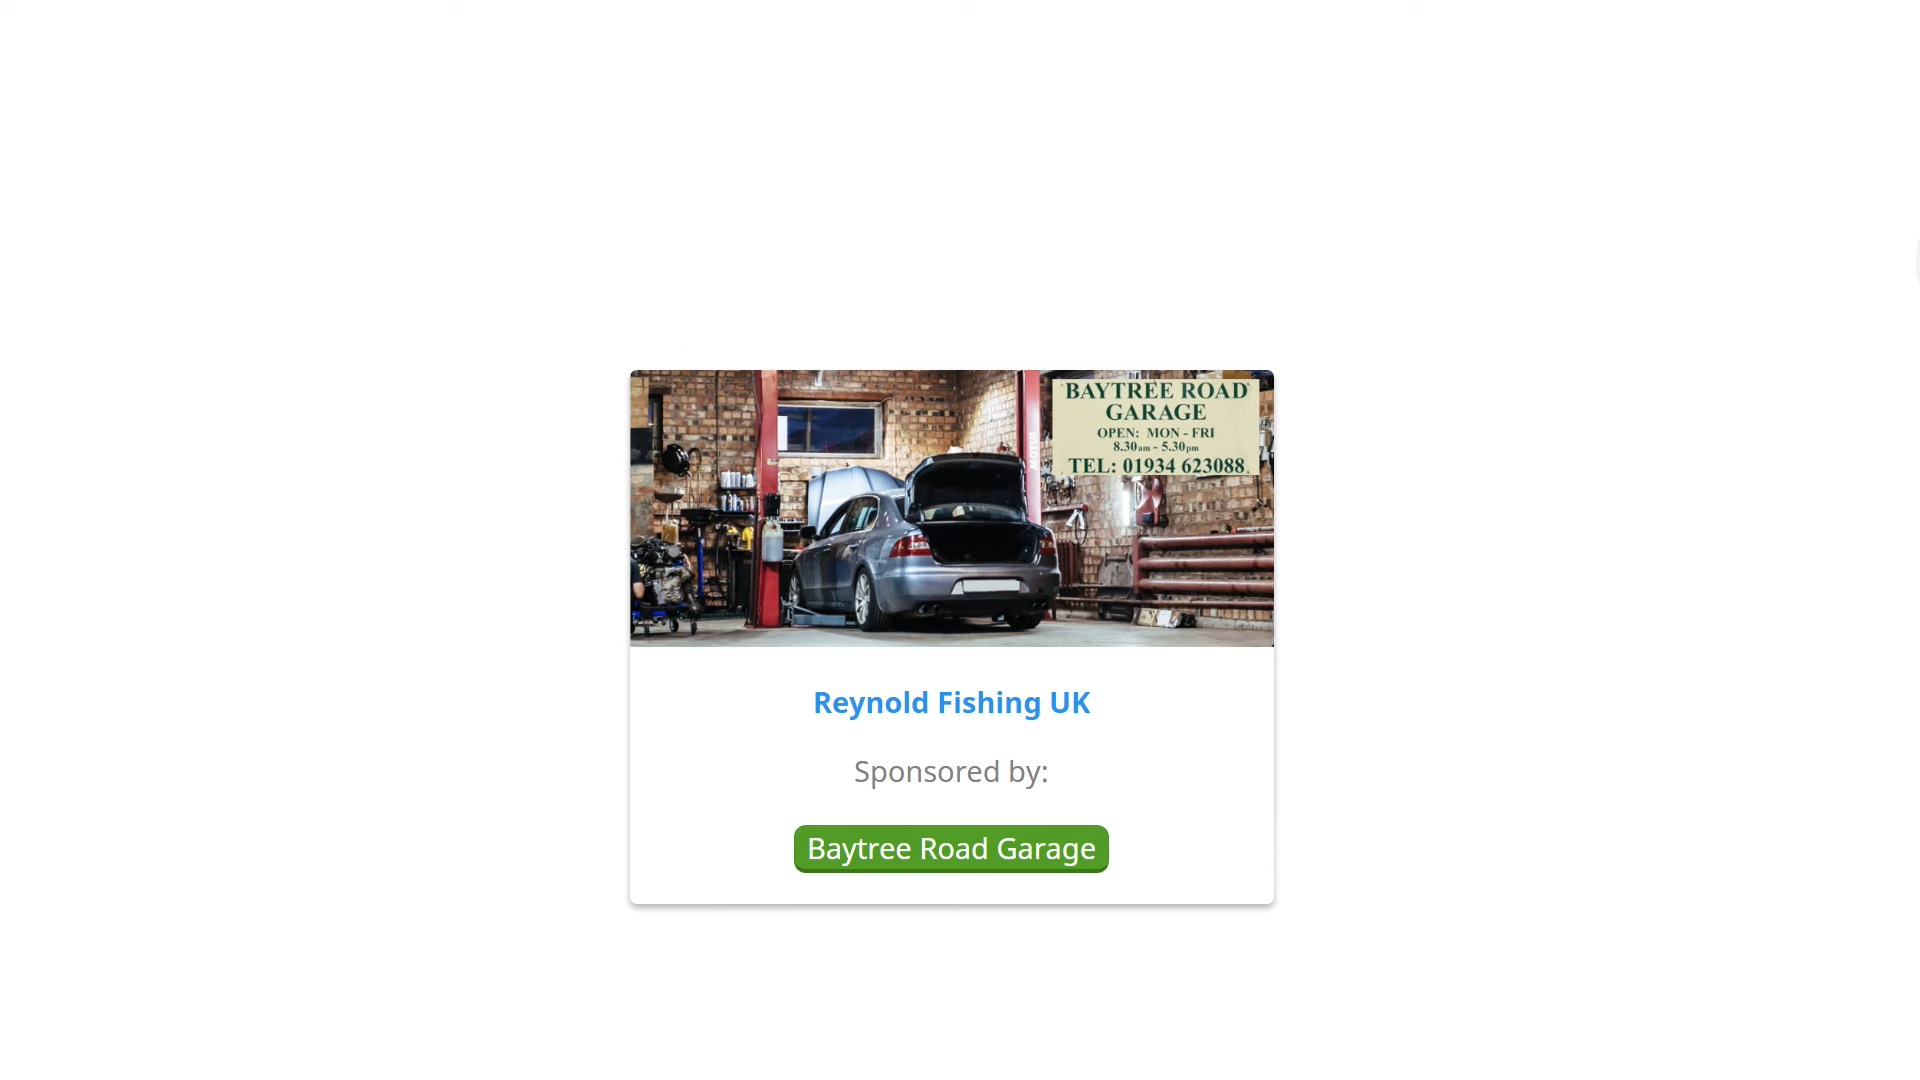 BAYTREE ROAD
GARAGE
OPEN: MON - FRI
8.30am - 5.30pm
TEL: 01934 623088
Reynold Fishing UK
Sponsored by:
Baytree Road Garage